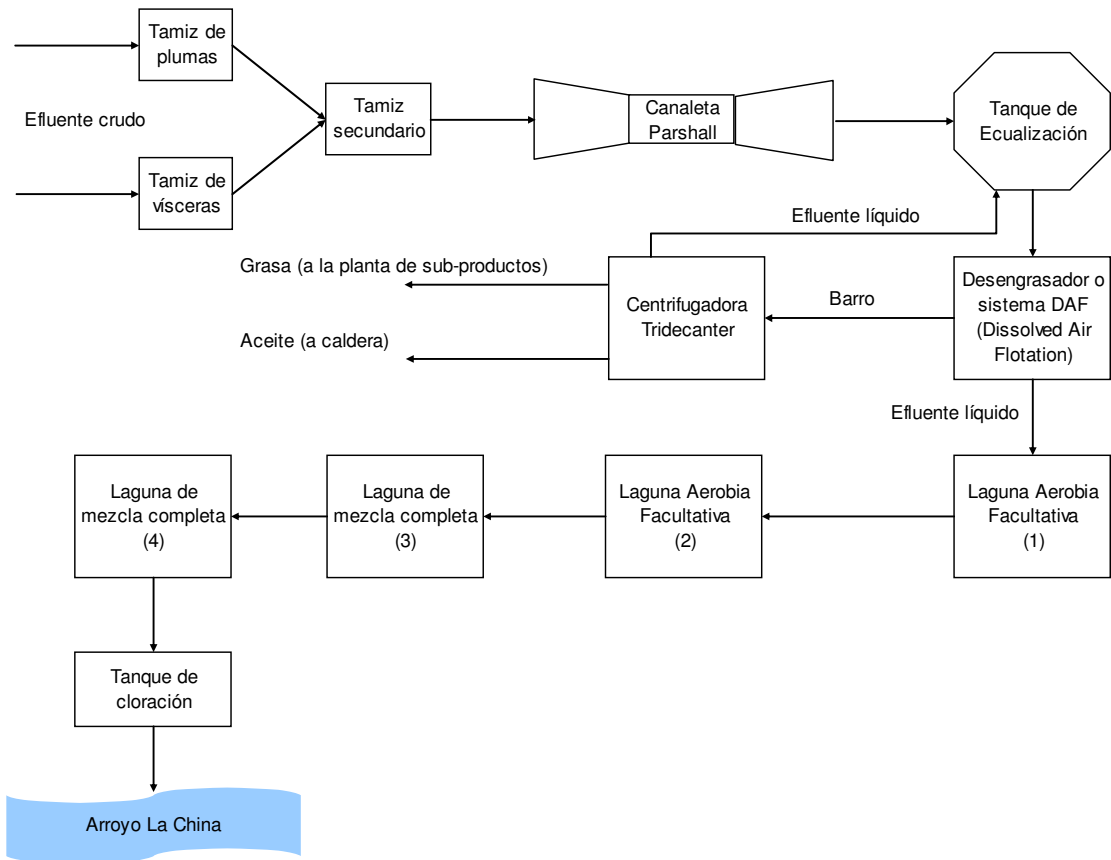 Tamiz de
plumas
Efluente crudo
Tamiz de
vísceras
Tamiz
secundario
Canaleta
Parshall
Tanque de
Ecualización
Efluente líquido
Grasa (a la planta de sub-productos)
Aceite (a caldera)
Centrifugadora
Tridecanter
Barro
Desengrasador o
sistema DAF
(Dissolved Air
Flotation)
Efluente líquido
Laguna de
mezcla completa
(4)
Laguna de
mezcla completa
(3)
Laguna Aerobia
Facultativa
(2)
Laguna Aerobia
Facultativa
(1)
Tanque de
cloración
Arroyo La China